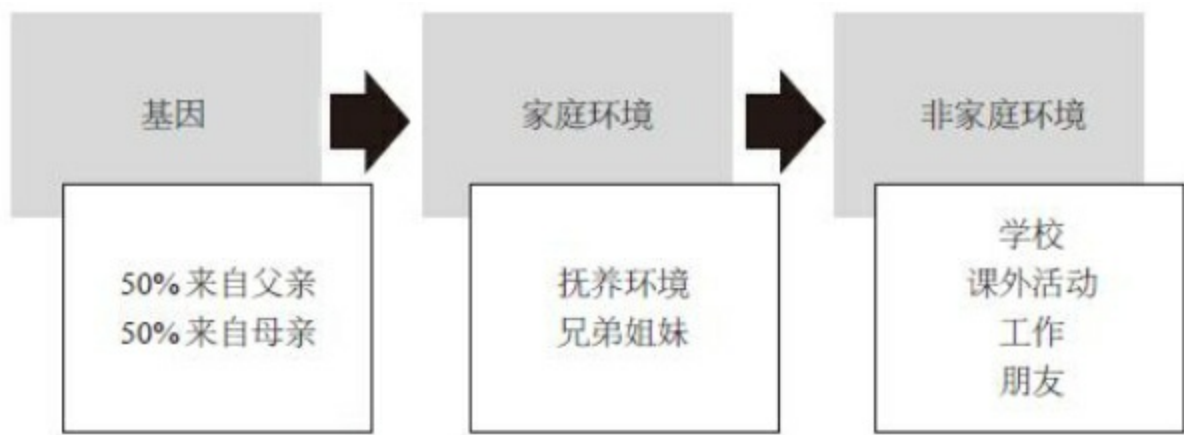 基因
50% 来自父亲
50% 来自母亲
家庭环境
抚养环境
兄弟姐妹
非家庭环境
学校
课外活动
工作
朋友